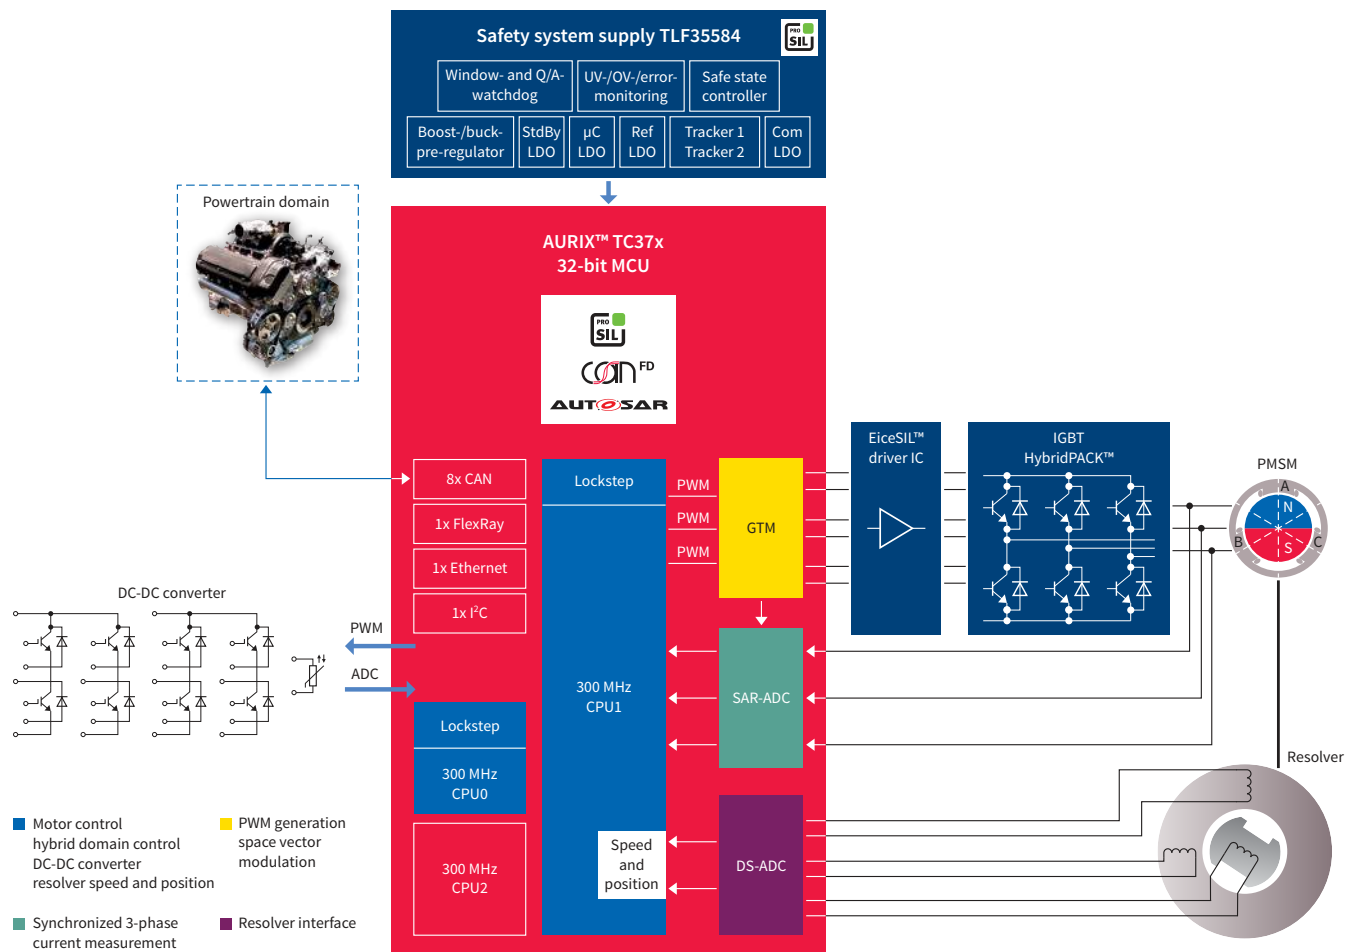 Safety system supply TLF35584
PRO
SIL
Window- and Q/A-
watchdog
UV-/OV-/error-
monitoring
Safe state
controller
Boost-/buck-
pre-regulator
StdBy
LDO
µC
LDO
Ref
LDO
Tracker 1
Tracker 2
Com
LDO
Powertrain domain
AURIX™ TC37x
32-bit MCU
PRO
SIL
CAN FD
AUTOSAR
8x CAN
1x FlexRay
1x Ethernet
1x I²C
Lockstep
300 MHz
CPU1
PWM
PWM
PWM
GTM
EiceSIL™
driver IC
IGBT
HybridPACK™
PMSM
A
N
B
C
S
DC-DC converter
PWM
ADC
Lockstep
300 MHz
CPU0
300 MHz
CPU2
SAR-ADC
Speed
and
position
DS-ADC
Resolver
Motor control
hybrid domain control
DC-DC converter
resolver speed and position
PWM generation
space vector
modulation
Synchronized 3-phase
current measurement
Resolver interface